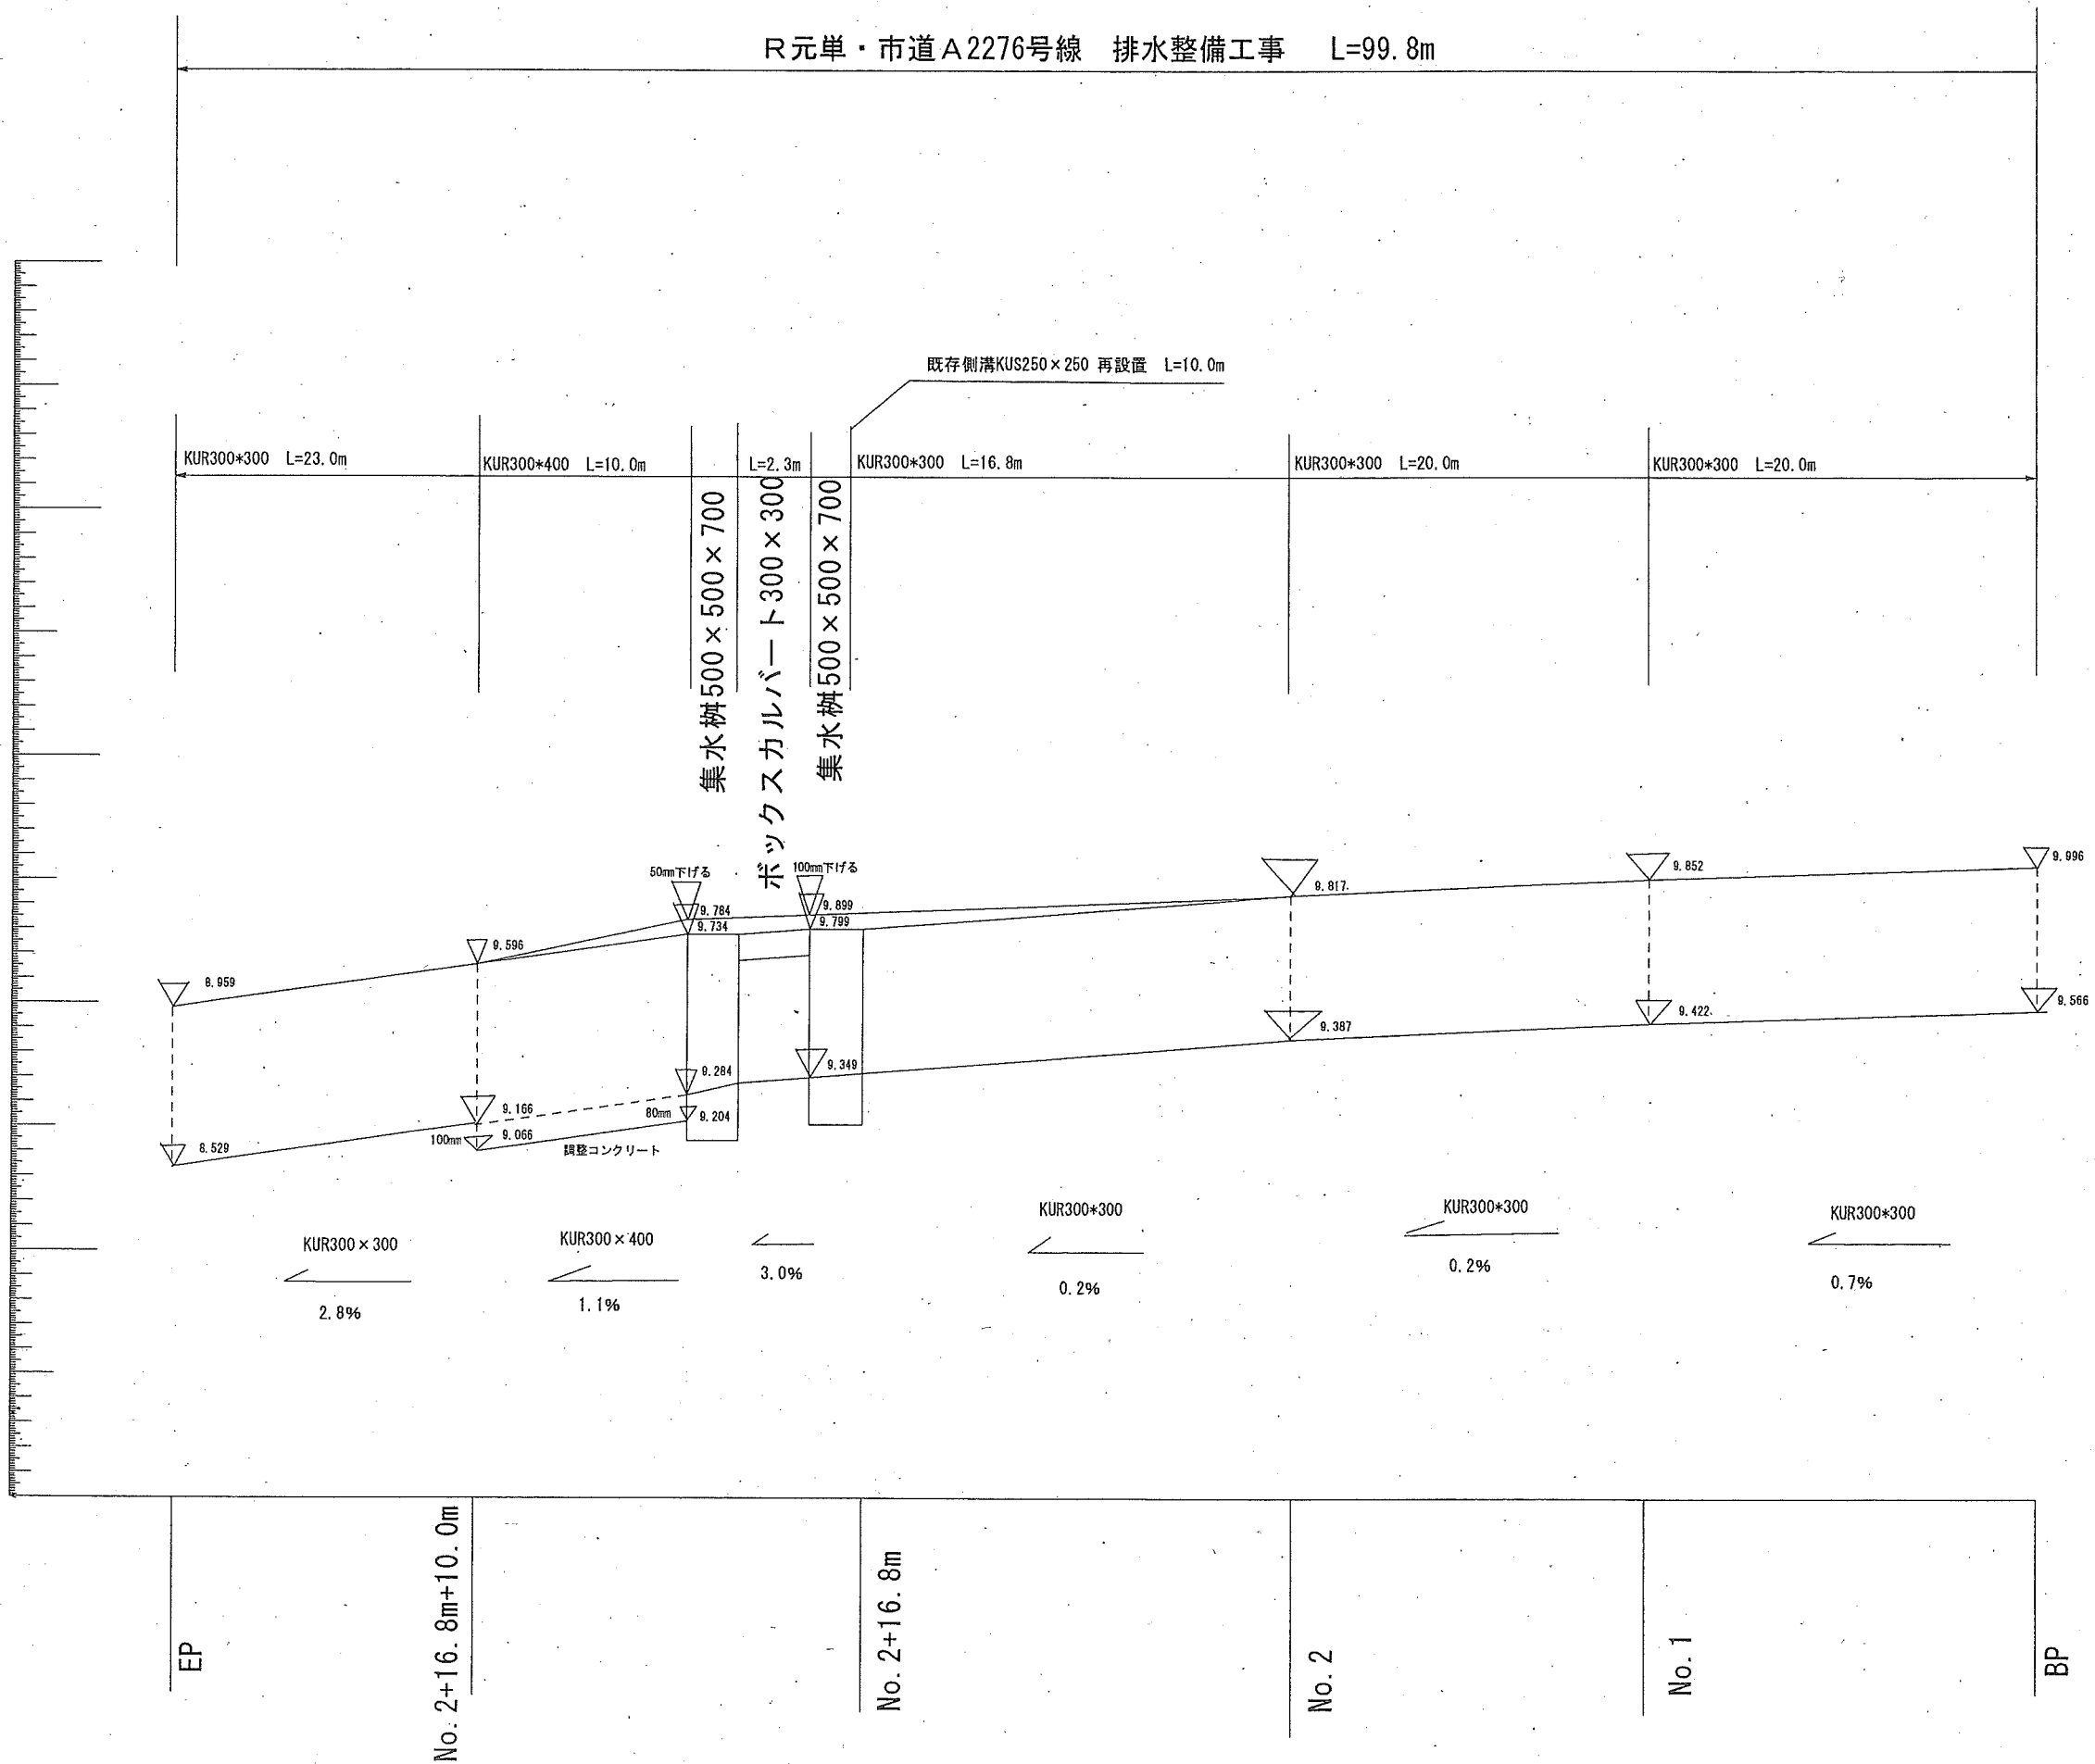 R元単・市道A2276号線 排水整備工事 L=99.8m
既存側溝KUS250×250 再設置 L=10.0m
KUR300*300 L=23.0m
KUR300*400 L=10.0m
L=2.3m
KUR300*300 L=16.8m
KUR300*300 L=20.0m
KUR300*300 L=20.0m
集水桝500×500×700
ボックスカルバート300×300
集水桝500×500×700
50mm下げる
100mm下げる
9.996
9.852
9.817
9.899
9.799
9.784
9.734
9.596
8.959
9.566
9.422
9.387
9.349
9.284
80mm
9.204
9.166
100mm
9.066
8.529
調整コンクリート
KUR300×300
2.8%
KUR300×400
1.1%
3.0%
KUR300*300
0.2%
KUR300*300
0.2%
KUR300*300
0.7%
EP
No.2+16.8m+10.0m
No.2+16.8m
No.2
No.1
BP